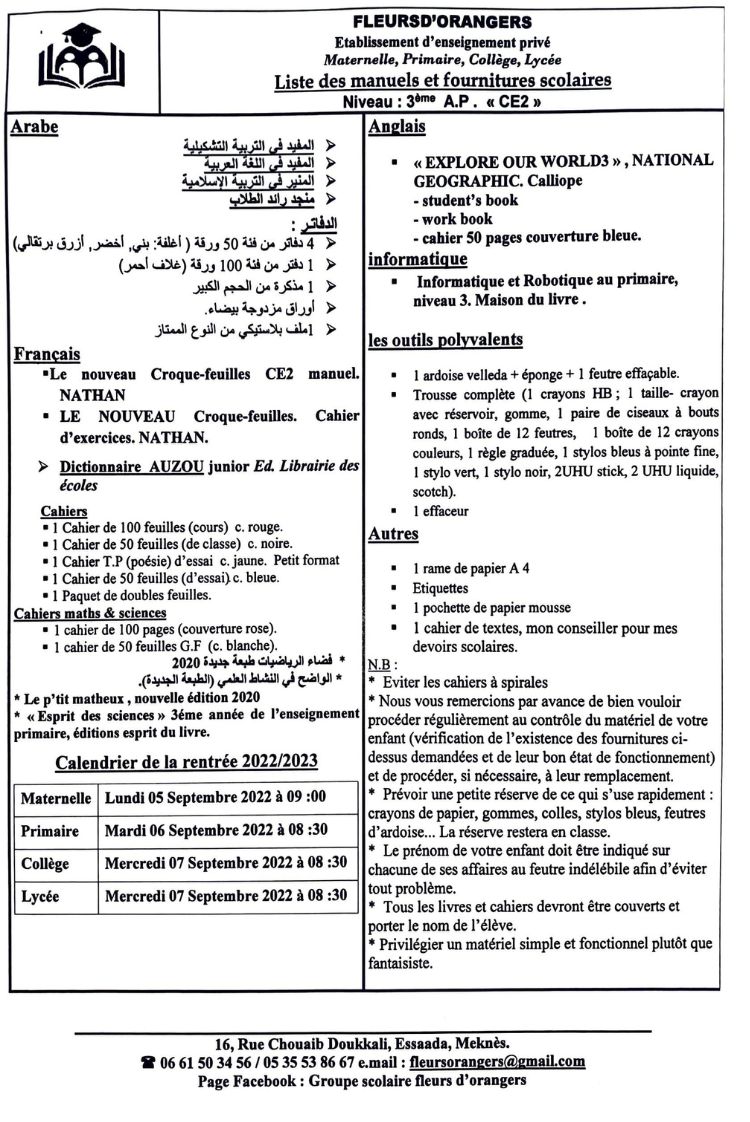 FLEURSD'ORANGERS
Etablissement d'enseignement privé
Maternelle, Primaire, Collège, Lycée
Liste des manuels et fournitures scolaires
Niveau : 3ème A.P . « CE2 »
Arabe
⮚ المفيد في التربية التشكيلية
⮚ المفيد في اللغة العربية
⮚ المنير في التربية الإسلامية
⮚ منجد رائد الطلاب
الدفاتر :
⮚ 4 دفاتر من فئة 50 ورقة ( أغلفة: بني, أخضر, أزرق برتقالي)
⮚ 1 دفتر من فئة 100 ورقة (غلاف أحمر)
⮚ 1 مذكرة من الحجم الكبير
⮚ أوراق مزدوجة بيضاء.
⮚ 1ملف بلاستيكي من النوع الممتاز
Français
▪Le nouveau Croque-feuilles CE2 manuel.
NATHAN
▪ LE NOUVEAU Croque-feuilles. Cahier
d'exercices. NATHAN.
⮚ Dictionnaire AUZOU junior Ed. Librairie des
écoles
Cahiers
▪ 1 Cahier de 100 feuilles (cours) c. rouge.
▪ 1 Cahier de 50 feuilles (de classe) c. noire.
▪ 1 Cahier T.P (poésie) d'essai c. jaune. Petit format
▪ 1 Cahier de 50 feuilles (d'essai). c. bleue.
▪ 1 Paquet de doubles feuilles.
Cahiers maths & sciences
▪ 1 cahier de 100 pages (couverture rose).
▪ 1 cahier de 50 feuilles G.F (c. blanche).
* فضاء الرياضيات طبعة جديدة 2020
* الواضح في النشاط العلمي (الطبعة الجديدة).
* Le p'tit matheux , nouvelle édition 2020
* « Esprit des sciences » 3éme année de l'enseignement
primaire, éditions esprit du livre.
Calendrier de la rentrée 2022/2023
Maternelle Lundi 05 Septembre 2022 à 09 :00
Primaire Mardi 06 Septembre 2022 à 08 :30
Collège Mercredi 07 Septembre 2022 à 08 :30
Lycée Mercredi 07 Septembre 2022 à 08 :30
Anglais
▪ « EXPLORE OUR WORLD3 » , NATIONAL
GEOGRAPHIC. Calliope
- student's book
- work book
- cahier 50 pages couverture bleue.
informatique
▪ Informatique et Robotique au primaire,
niveau 3. Maison du livre .
les outils polyvalents
▪ 1 ardoise velleda + éponge + 1 feutre effaçable.
▪ Trousse complète (1 crayons HB ; 1 taille- crayon
avec réservoir, gomme, 1 paire de ciseaux à bouts
ronds, 1 boîte de 12 feutres, 1 boîte de 12 crayons
couleurs, 1 règle graduée, 1 stylos bleus à pointe fine,
1 stylo vert, 1 stylo noir, 2UHU stick, 2 UHU liquide,
scotch).
▪ 1 effaceur
Autres
▪ 1 rame de papier A 4
▪ Etiquettes
▪ 1 pochette de papier mousse
▪ 1 cahier de textes, mon conseiller pour mes
devoirs scolaires.
N.B :
* Eviter les cahiers à spirales
* Nous vous remercions par avance de bien vouloir
procéder régulièrement au contrôle du matériel de votre
enfant (vérification de l'existence des fournitures ci-
dessus demandées et de leur bon état de fonctionnement)
et de procéder, si nécessaire, à leur remplacement.
* Prévoir une petite réserve de ce qui s'use rapidement :
crayons de papier, gommes, colles, stylos bleus, feutres
d'ardoise... La réserve restera en classe.
* Le prénom de votre enfant doit être indiqué sur
chacune de ses affaires au feutre indélébile afin d'éviter
tout problème.
* Tous les livres et cahiers devront être couverts et
porter le nom de l'élève.
* Privilégier un matériel simple et fonctionnel plutôt que
fantaisiste.
16, Rue Chouaib Doukkali, Essaada, Meknès.
☎ 06 61 50 34 56 / 05 35 53 86 67 e.mail : fleursorangers@gmail.com
Page Facebook : Groupe scolaire fleurs d'orangers